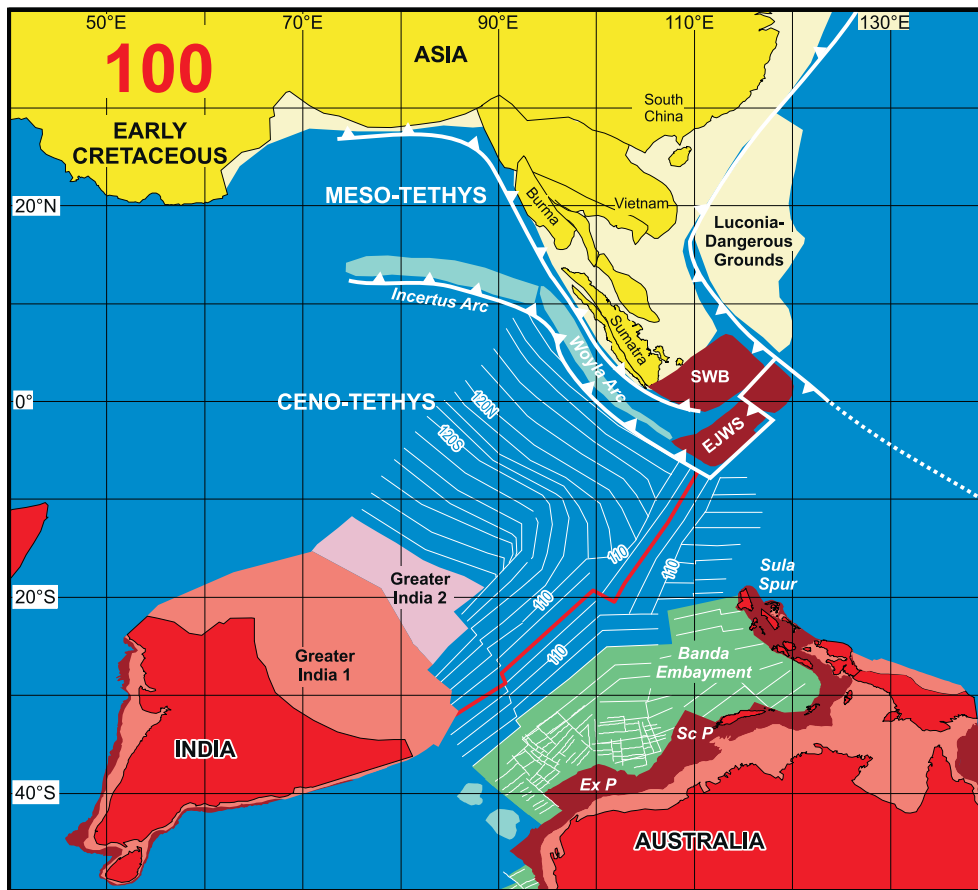 50°E
70°E
90°E
110°E
130°E
100
ASIA
EARLY
CRETACEOUS
South
China
20°N
MESO-TETHYS
Burma
Vietnam
Luconia-
Dangerous
Grounds
Incertus Arc
Sumatra
Woyla Arc
SWB
0°
CENO-TETHYS
120N
120S
EJWS
110
110
Sula
Spur
20°S
Greater
India 2
110
110
Banda
Embayment
Greater
India 1
Sc P
INDIA
Ex P
40°S
AUSTRALIA